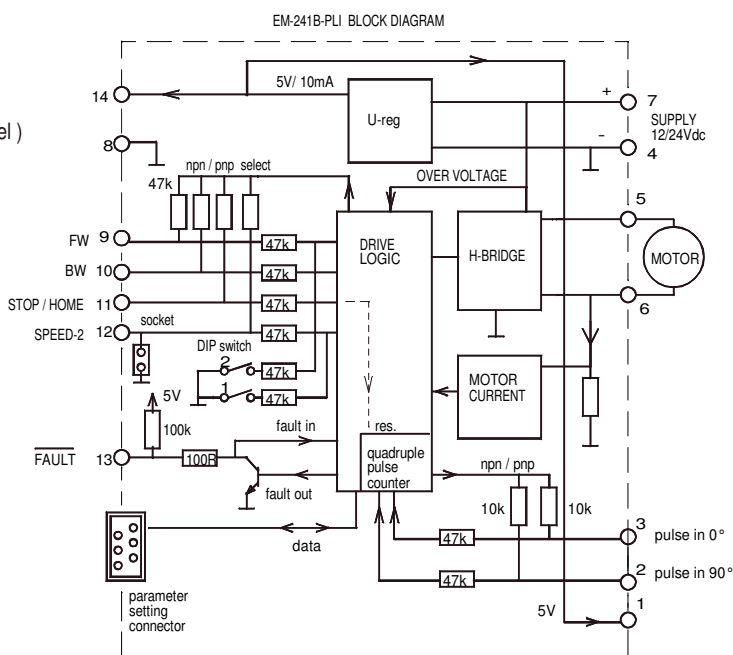 EM-241B-PLI BLOCK DIAGRAM
5V/ 10mA
14
U-reg
+
7
SUPPLY
12/24Vdc
-
4
el )
8
npn / pnp select
47k
OVER VOLTAGE
5
FW 9
47k
DRIVE
LOGIC
H-BRIDGE
MOTOR
BW 10
47k
STOP / HOME 11
47k
6
SPEED-2 12
socket
47k
DIP switch
2
47k
1
47k
MOTOR
CURRENT
5V
100k
fault in
res.
FAULT 13
100R
quadruple
pulse
counter
npn / pnp
fault out
10k
10k
data
47k
3 pulse in 0°
47k
2 pulse in 90°
5V
1
parameter
setting
connector